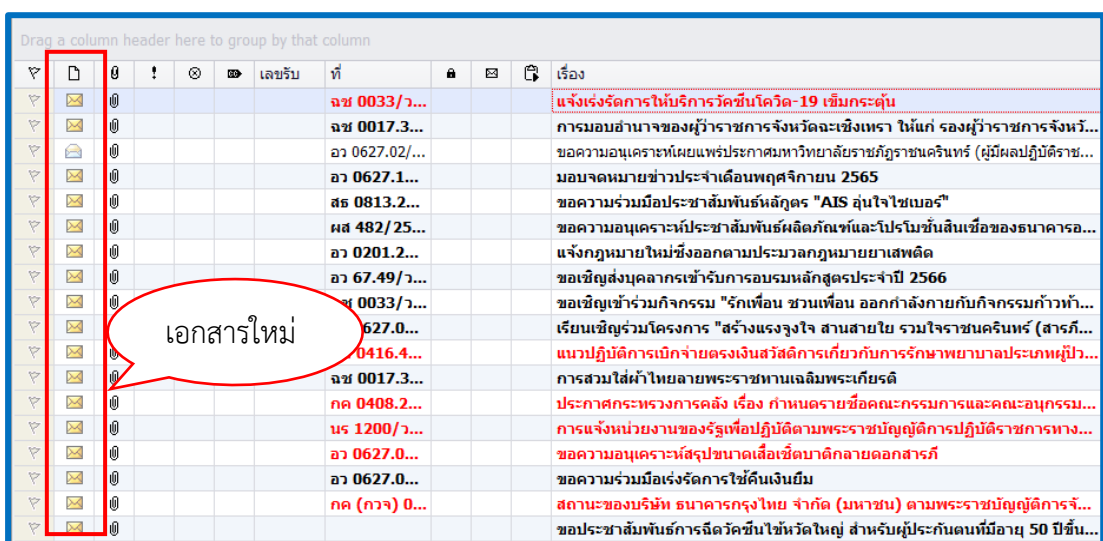 Drag a column header here to group by that column
เลขรับ ที่ เรื่อง
ฉช 0033/ว... แจ้งเร่งรัดการให้บริการวัคซีนโควิด-19 เข็มกระตุ้น
ฉช 0017.3... การมอบอำนาจของผู้ว่าราชการจังหวัดฉะเชิงเทรา ให้แก่ รองผู้ว่าราชการจังหวั...
อว 0627.02/... ขอความอนุเคราะห์เผยแพร่ประกาศมหาวิทยาลัยราชภัฏราชนครินทร์ (ผู้มีผลปฏิบัติราช...
อว 0627.1... มอบจดหมายข่าวประจำเดือนพฤศจิกายน 2565
สธ 0813.2... ขอความร่วมมือประชาสัมพันธ์หลักูตร "AIS อุ่นใจไซเบอร์"
ผส 482/25... ขอความอนุเคราะห์ประชาสัมพันธ์ผลิตภัณฑ์และโปรโมชั่นสินเชื่อของธนาคารอ...
อว 0201.2... แจ้งกฎหมายใหม่ซึ่งออกตามประมวลกฎหมายยาเสพติด
อว 67.49/ว... ขอเชิญส่งบุคลากรเข้ารับการอบรมหลักสูตรประจำปี 2566
0033/ว... ขอเชิญเข้าร่วมกิจกรรม "รักเพื่อน ชวนเพื่อน ออกกำลังกายกับกิจกรรมก้าวท้า...
627.0... เรียนเชิญร่วมโครงการ "สร้างแรงจูงใจ สานสายใย รวมใจราชนครินทร์ (สารภี...
เอกสารใหม่
0416.4... แนวปฏิบัติการเบิกจ่ายตรงเงินสวัสดิการเกี่ยวกับการรักษาพยาบาลประเภทผู้ป่ว...
ฉช 0017.3... การสวมใส่ผ้าไทยลายพระราชทานเฉลิมพระเกียรติ
กค 0408.2... ประกาศกระทรวงการคลัง เรื่อง กำหนดรายชื่อคณะกรรมการและคณะอนุกรรม...
นร 1200/ว... การแจ้งหน่วยงานของรัฐเพื่อปฏิบัติตามพระราชบัญญัติการปฏิบัติราชการทาง...
อว 0627.0... ขอความอนุเคราะห์สรุปขนาดเสื้อเชิ้ตบาติกลายดอกสารภี
อว 0627.0... ขอความร่วมมือเร่งรัดการใช้คืนเงินยืม
กค (กวจ) 0... สถานะของบริษัท ธนาคารกรุงไทย จำกัด (มหาชน) ตามพระราชบัญญัติการจั...
ขอประชาสัมพันธ์การฉีดวัคซีนไข้หวัดใหญ่ สำหรับผู้ประกันตนที่มีอายุ 50 ปีขึ้น...